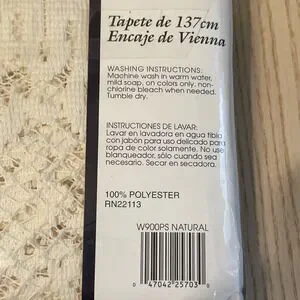 Tapete de 137cm
Encaje de Vienna
WASHING INSTRUCTIONS:
Machine wash in warm water,
mild soap, on colors only, non-
chlorine bleach when needed.
Tumble dry.
INSTRUCTIONES DE LAVAR:
Lavar en lavadora en agua tibia
con jabón para uso delicado para
ropa de color solamente. No use
blanqueador, sólo cuando sea
necesario. Secar en secadora.
100% POLYESTER
RN22113
W900PS NATURAL
0 47042 25703 0